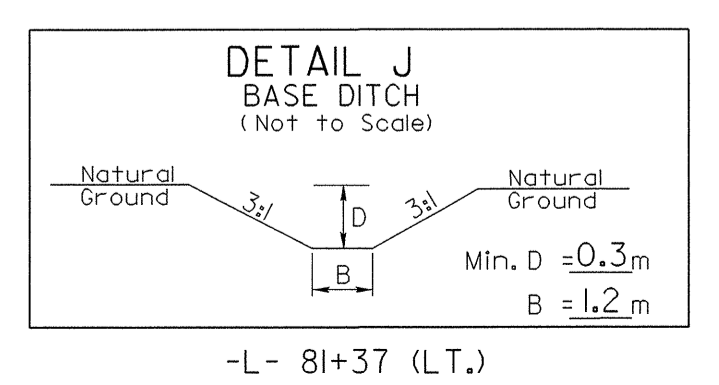 DETAIL J
BASE DITCH
(Not to Scale)
Natural
Ground
3:1
D
3:1
Natural
Ground
B
Min. D = 0.3 m
B = 1.2 m
-L- 81+37 (LT.)